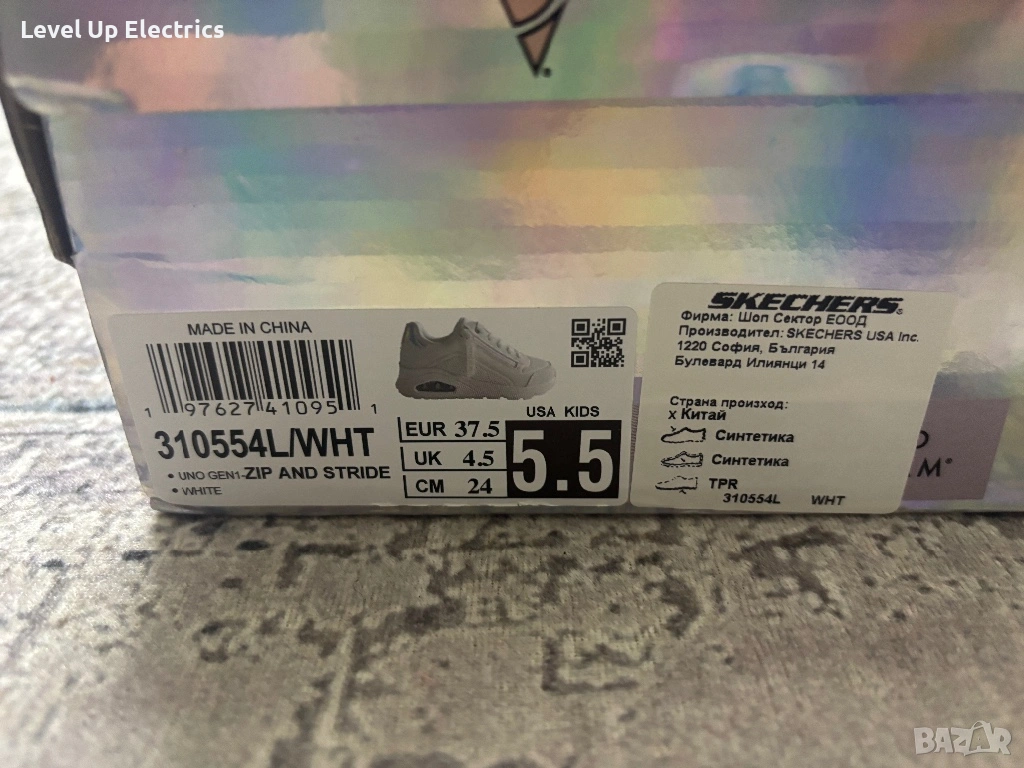 Level Up Electrics
MADE IN CHINA
1 97627 41095 1
310554L/WHT
• UNO GEN1-ZIP AND STRIDE
• WHITE
USA KIDS
EUR 37.5
UK 4.5
CM 24
5.5
SKECHERS
Фирма: Шоп Сектор ЕООД
Производител: SKECHERS USA Inc.
1220 София, България
Булевард Илиянци 14
Страна произход:
x Китай
Синтетика
Синтетика
TPR
310554L WHT
BAZAR